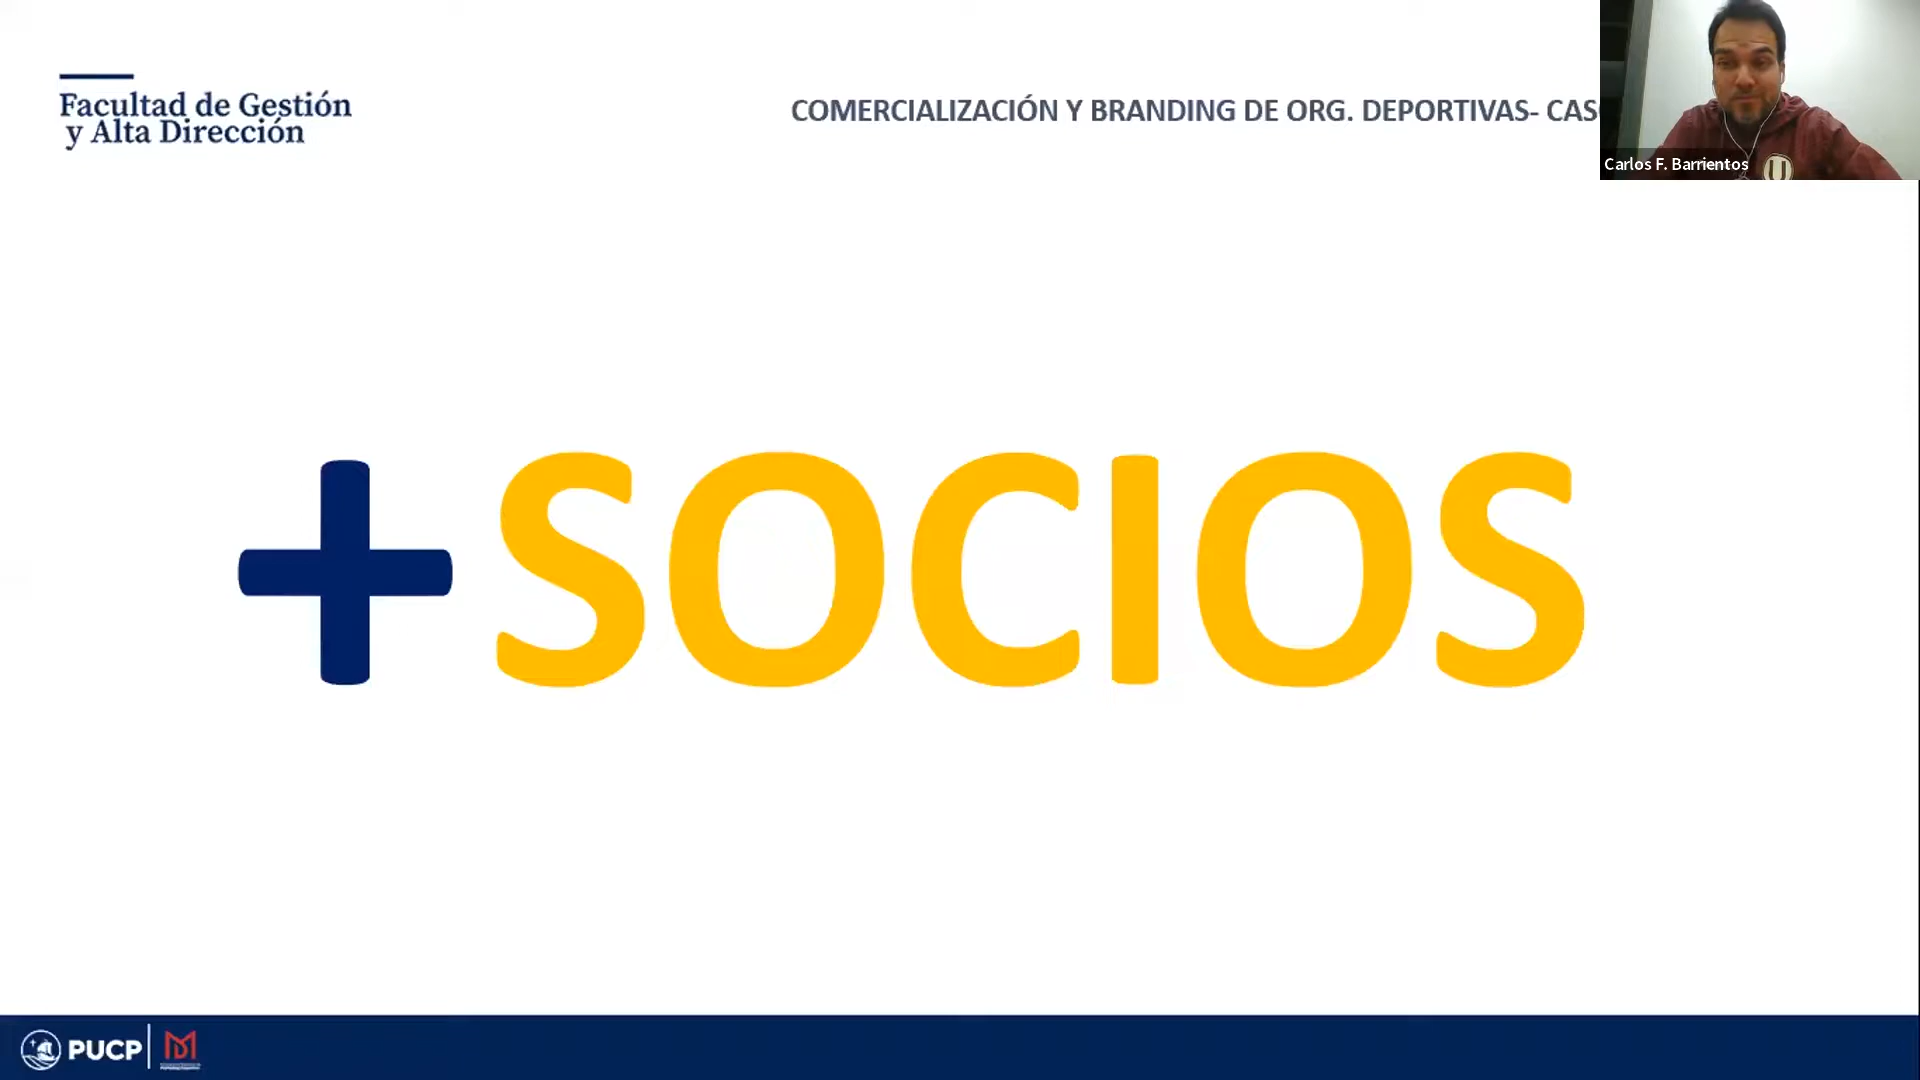 Facultad de Gestión
y Alta Dirección
COMERCIALIZACIÓN Y BRANDING DE ORG. DEPORTIVAS- CAS
Carlos F. Barrientos
U
+SOCIOS
PUCP